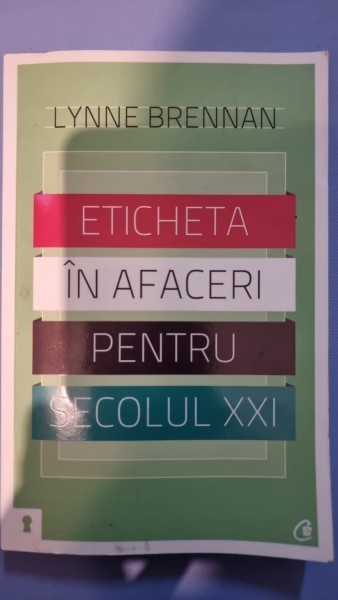 LYNNE BRENNAN
ETICHETA
ÎN AFACERI
PENTRU
SECOLUL XXI